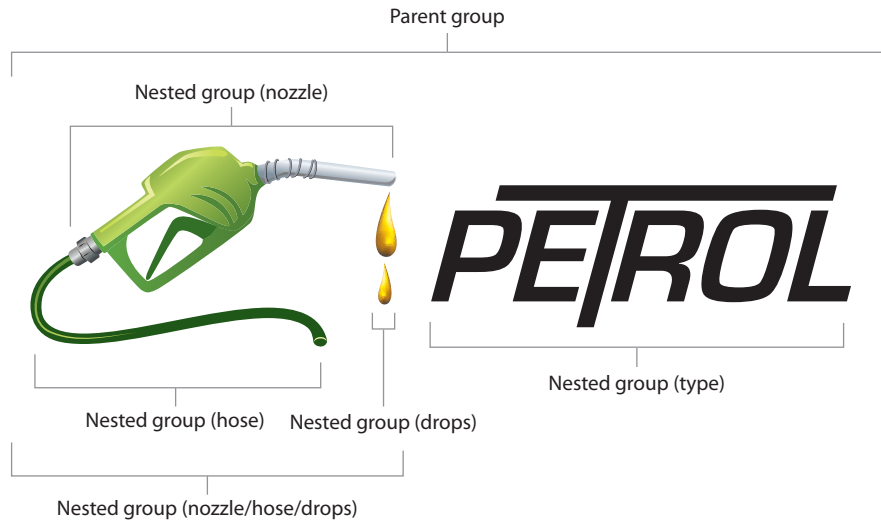 Parent group
Nested group (nozzle)
PETROL
Nested group (type)
Nested group (hose)
Nested group (drops)
Nested group (nozzle/hose/drops)